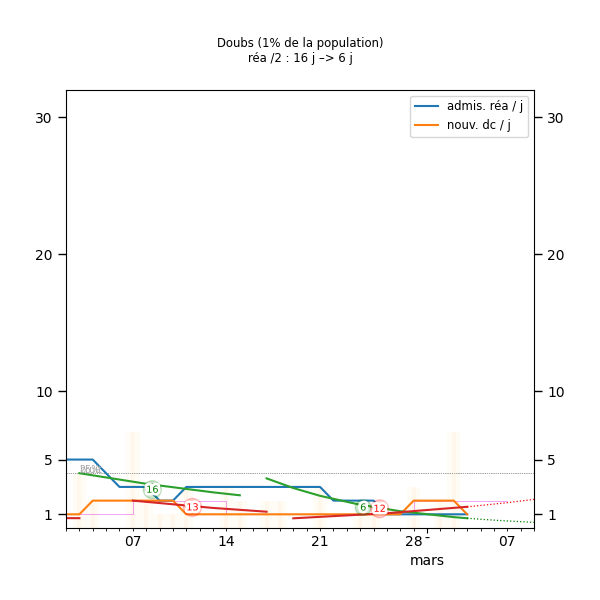 Doubs (1% de la population)
réa /2 : 16 j –> 6 j
admis. réa / j
nouv. dc / j
30 30
20 20
10 10
5 5
16
13
6
12
1 1
07 14 21 28 07
mars